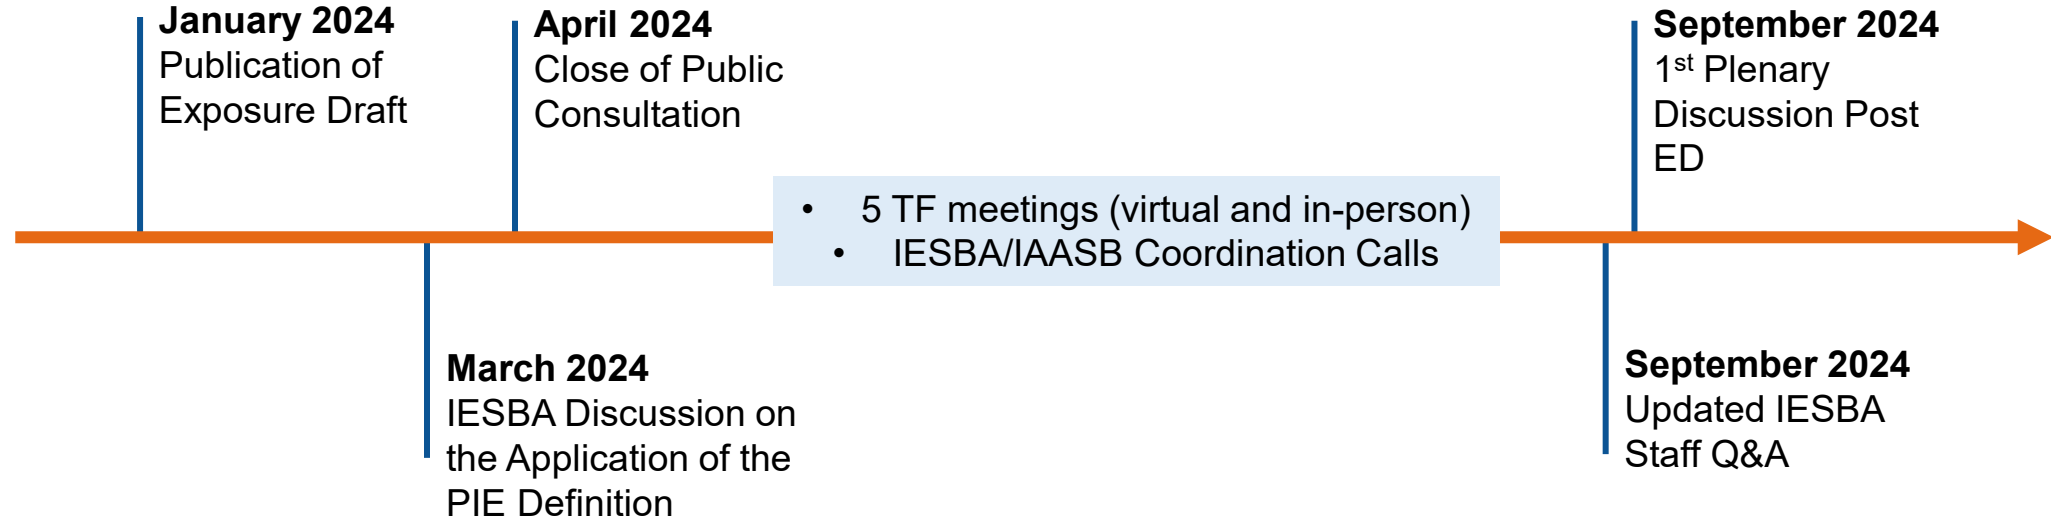 January 2024
Publication of
Exposure Draft
April 2024
Close of Public
Consultation
September 2024
1st Plenary
Discussion Post
ED
• 5 TF meetings (virtual and in-person)
• IESBA/IAASB Coordination Calls
March 2024
IESBA Discussion on
the Application of the
PIE Definition
September 2024
Updated IESBA
Staff Q&A